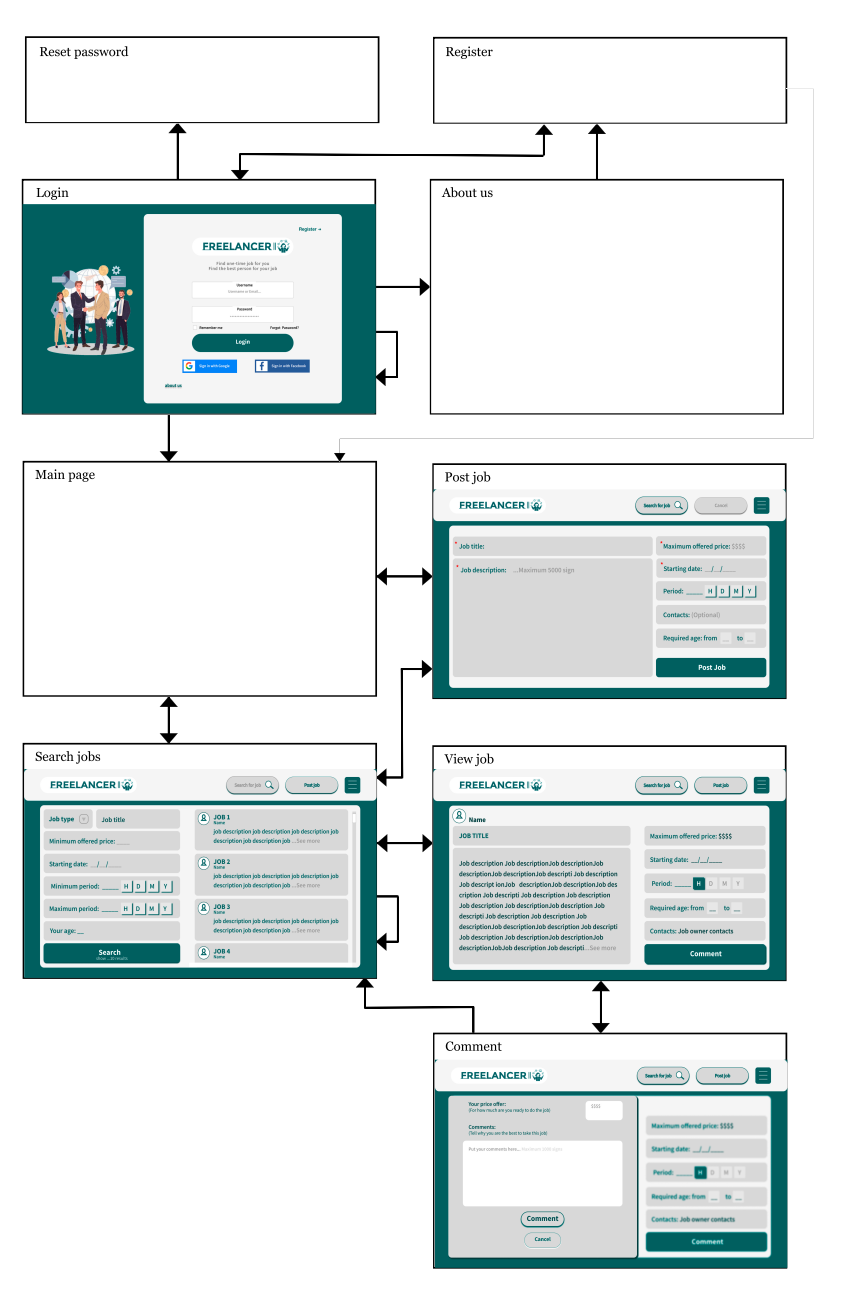 Reset password
Register
Login
Register →
FREELANCER
Find one-time job for you
Find the best person for your job
Username
Username or Email...
Password
Remember me
Forgot Password?
Login
Sign in with Google
Sign in with Facebook
about us
About us
Main page
Post job
FREELANCER
Search for job
Cancel
* Job title:
* Job description: ...Maximum 5000 sign
* Maximum offered price: $$$$
* Starting date: __/__/____
Period: ____ H D M Y
Contacts: (Optional)
Required age: from __ to __
Post Job
Search jobs
FREELANCER
Search for job
Post job
Job type
Job title
Minimum offered price: ____
Starting date: __/__/____
Minimum period: ____ H D M Y
Maximum period: ____ H D M Y
Your age: __
Search
JOB 1
Name
job description job description job description job
description job description job ...See more
JOB 2
Name
job description job description job description job
description job description job ...See more
JOB 3
Name
job description job description job description job
description job description job ...See more
JOB 4
Name
View job
FREELANCER
Search for job
Post job
Name
JOB TITLE
Job description Job descriptionJob descriptionJob
descriptionJob descriptionJob descripti Job description
Job descript ionJob descriptionJob descriptionJob des
cription Job descripti Job description Job description
Job description Job descriptionJob description Job
descripti Job description Job description Job
descriptionJob descriptionJob descriptionJob descripti
Job description Job description Job descriptionJob
descriptionJobJob description Job descripti...See more
Maximum offered price: $$$$
Starting date: __/__/____
Period: ____ H D M Y
Required age: from __ to __
Contacts: Job owner contacts
Comment
Comment
FREELANCER
Search for job
Post job
Your price offer:
(For how much are you ready to do the job)
$$$$
Comments:
(Tell why you are the best to take this job)
Put your comments here... Maximum 1000 signs
Comment
Cancel
Maximum offered price: $$$$
Starting date: __/__/____
Period: ____ H D M Y
Required age: from __ to __
Contacts: Job owner contacts
Comment